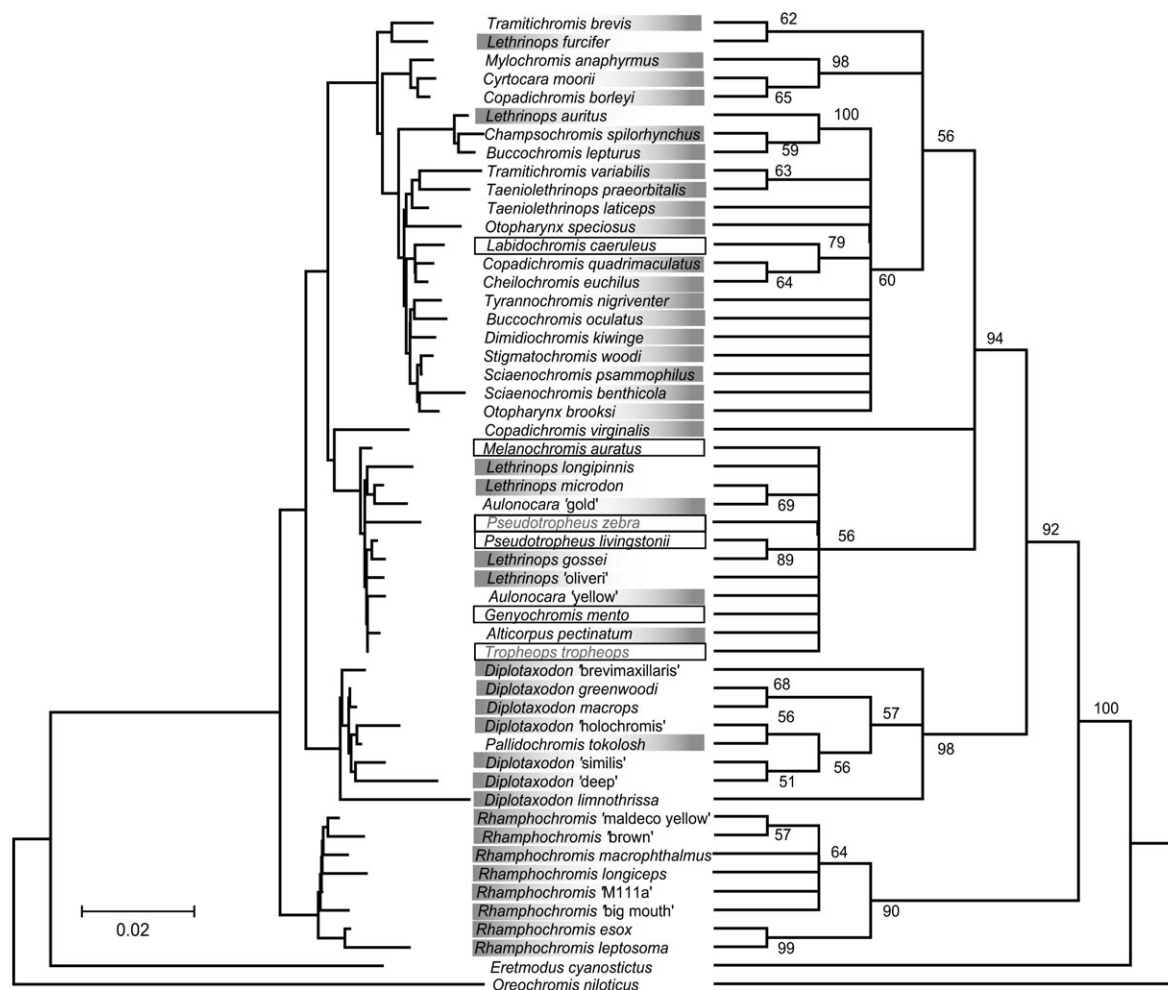 Tramitichromis brevis 62
Lethrinops furcifer
Mylochromis anaphyrmus 98
Cyrtocara moorii
Copadichromis borleyi 65
Lethrinops auritus 100
Champsochromis spilorhynchus 56
Buccochromis lepturus 59
Tramitichromis variabilis 63
Taeniolethrinops praeorbitalis
Taeniolethrinops laticeps
Otopharynx speciosus
Labidochromis caeruleus 79
Copadichromis quadrimaculatus
Cheilochromis euchilus 64 60
Tyrannochromis nigriventer
Buccochromis oculatus
Dimidiochromis kiwinge 94
Stigmatochromis woodi
Sciaenochromis psammophilus
Sciaenochromis benthicola
Otopharynx brooksi
Copadichromis virginalis
Melanochromis auratus
Lethrinops longipinnis
Lethrinops microdon
Aulonocara 'gold' 69
Pseudotropheus zebra
Pseudotropheus livingstonii 56 92
Lethrinops gossei 89
Lethrinops 'oliveri'
Aulonocara 'yellow'
Genyochromis mento
Alticorpus pectinatum
Tropheops tropheops
Diplotaxodon 'brevimaxillaris'
Diplotaxodon greenwoodi 68
Diplotaxodon macrops
Diplotaxodon 'holochromis' 56 57 100
Pallidochromis tokolosh
Diplotaxodon 'similis' 56 98
Diplotaxodon 'deep' 51
Diplotaxodon limnothrissa
Rhamphochromis 'maldeco yellow'
Rhamphochromis 'brown' 57
Rhamphochromis macrophthalmus 64
Rhamphochromis longiceps
Rhamphochromis 'M111a'
Rhamphochromis 'big mouth' 90
0.02
Rhamphochromis esox
Rhamphochromis leptosoma 99
Eretmodus cyanostictus
Oreochromis niloticus